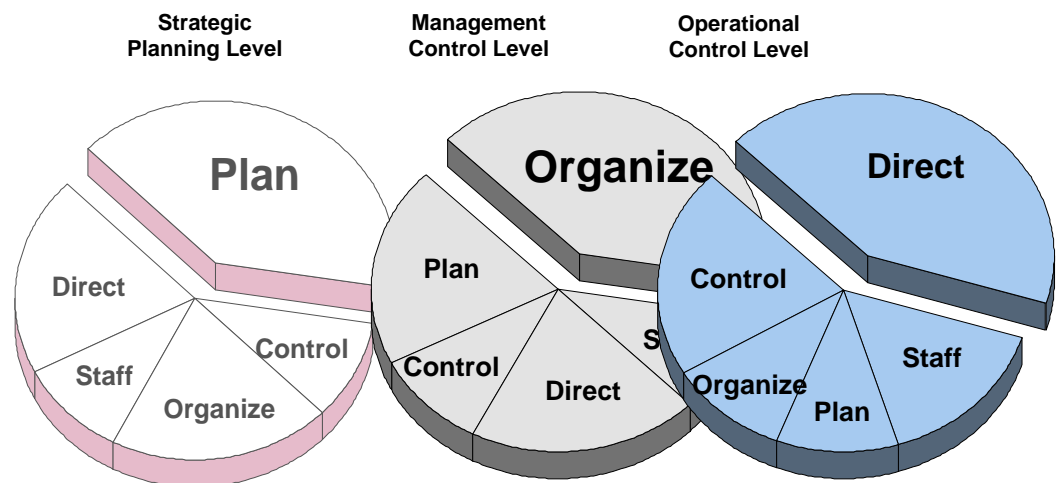 Strategic
Planning Level
Management
Control Level
Operational
Control Level
Plan
Direct
Staff
Organize
Control
Organize
Plan
Control
Direct
Direct
Control
Organize
Plan
Staff